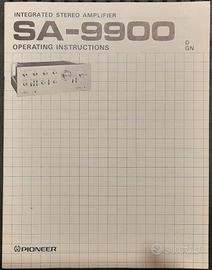 INTEGRATED STEREO AMPLIFIER
SA-9900
OPERATING INSTRUCTIONS
D
GN
PIONEER